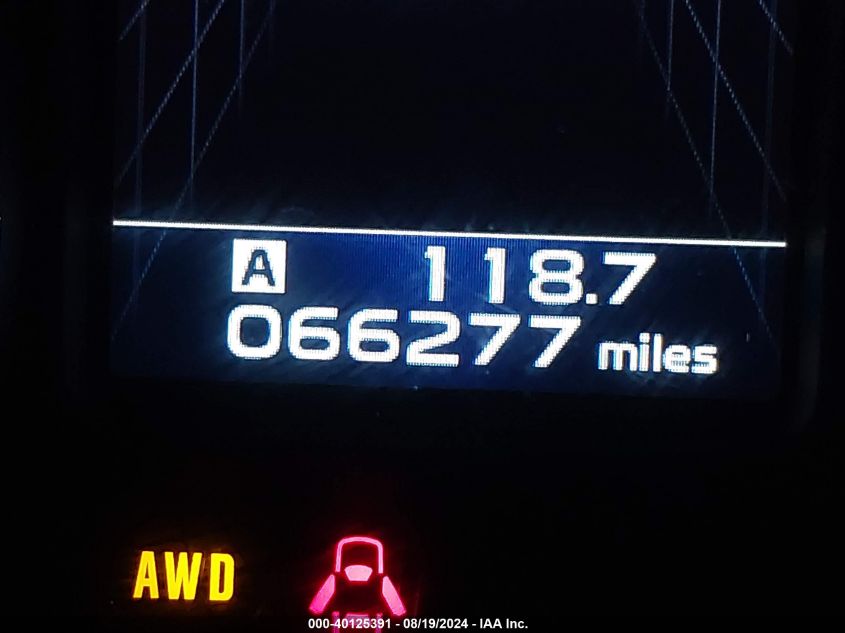 A 118.7
066277 miles
AWD
000-40125391 - 08/19/2024 - IAA Inc.